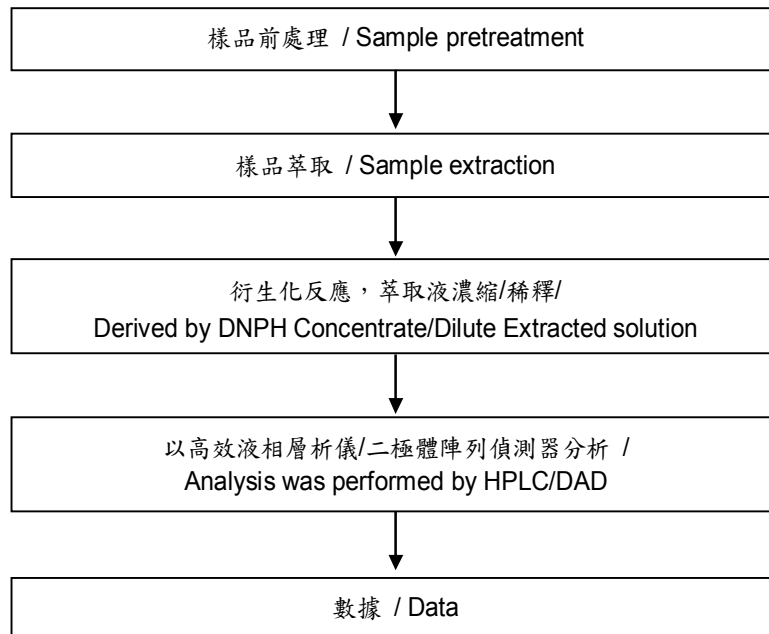 樣品前處理 / Sample pretreatment
樣品萃取 / Sample extraction
衍生化反應，萃取液濃縮/稀釋/
Derived by DNPH Concentrate/Dilute Extracted solution
以高效液相層析儀/二極體陣列偵測器分析 /
Analysis was performed by HPLC/DAD
數據 / Data